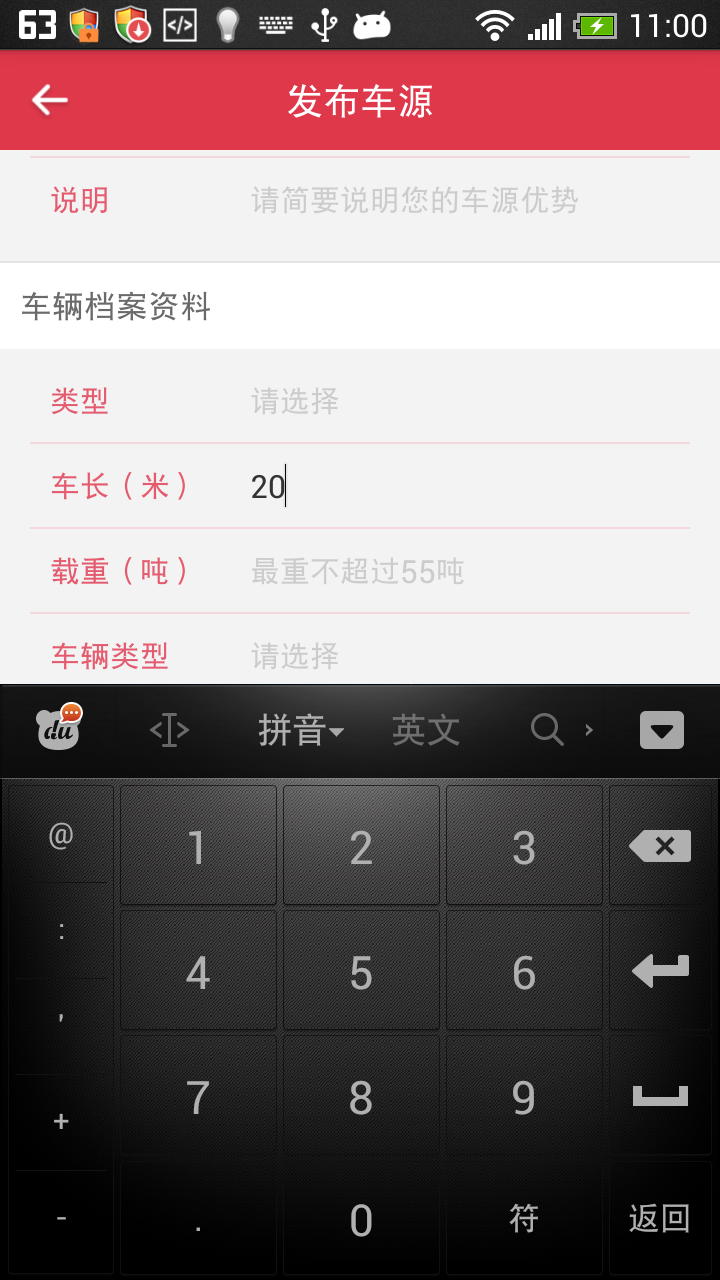 63 11:00
发布车源
说明 请简要说明您的车源优势
车辆档案资料
类型 请选择
车长（米） 20
载重（吨） 最重不超过55吨
车辆类型 请选择
du 拼音 英文
@ 1 2 3
: 4 5 6
,
+ 7 8 9
- . 0 符 返回